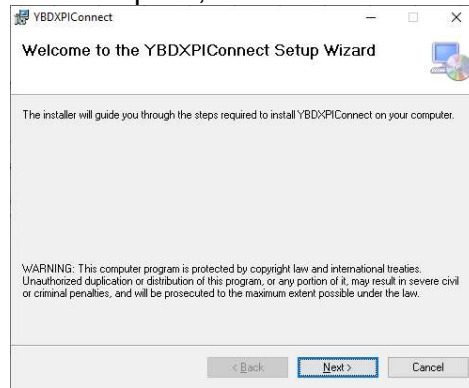 YBDXPIConnect
Welcome to the YBDXPIConnect Setup Wizard
The installer will guide you through the steps required to install YBDXPIConnect on your computer.
WARNING: This computer program is protected by copyright law and international treaties.
Unauthorized duplication or distribution of this program, or any portion of it, may result in severe civil
or criminal penalties, and will be prosecuted to the maximum extent possible under the law.
< Back
Next >
Cancel